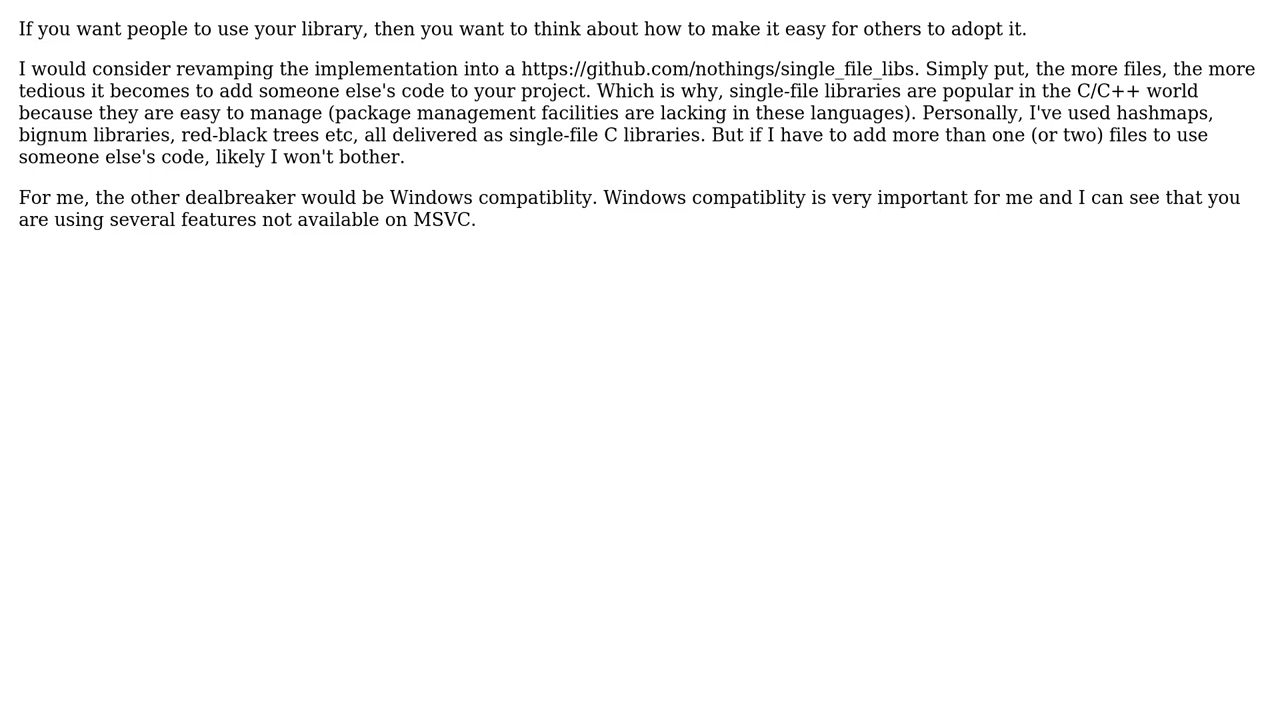 If you want people to use your library, then you want to think about how to make it easy for others to adopt it.
I would consider revamping the implementation into a https://github.com/nothings/single_file_libs. Simply put, the more files, the more
tedious it becomes to add someone else's code to your project. Which is why, single-file libraries are popular in the C/C++ world
because they are easy to manage (package management facilities are lacking in these languages). Personally, I've used hashmaps,
bignum libraries, red-black trees etc, all delivered as single-file C libraries. But if I have to add more than one (or two) files to use
someone else's code, likely I won't bother.
For me, the other dealbreaker would be Windows compatiblity. Windows compatiblity is very important for me and I can see that you
are using several features not available on MSVC.